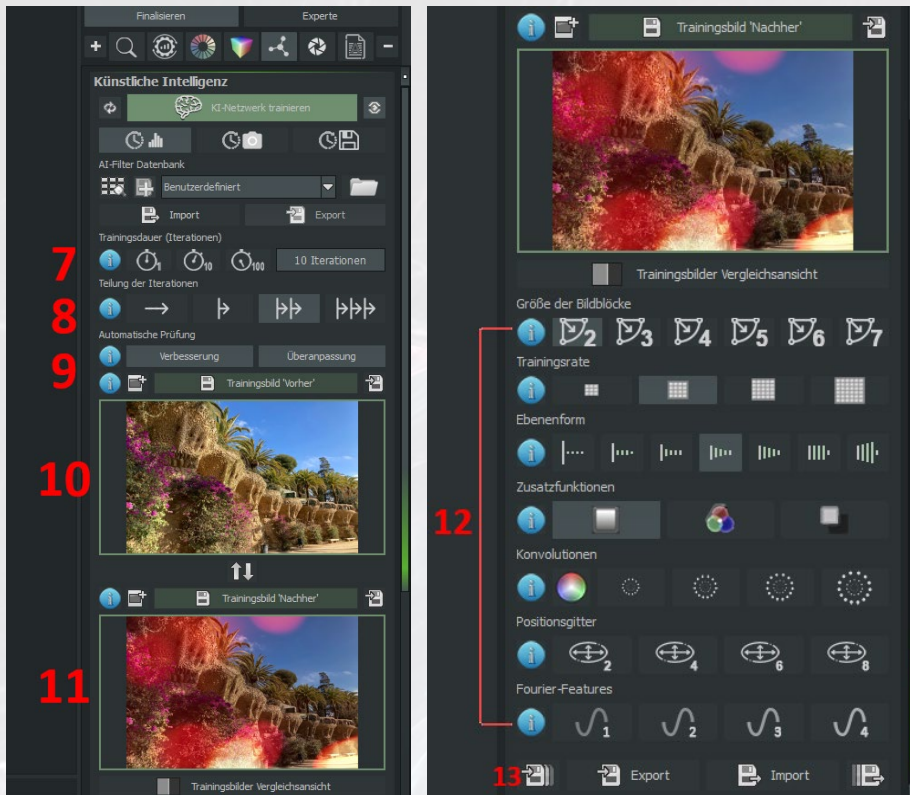 Finalisieren Experte
Künstliche Intelligenz
KI-Netzwerk trainieren
AI-Filter Datenbank
Benutzerdefiniert
Import Export
Trainingsdauer (Iterationen)
7 1 10 100 10 Iterationen
Teilung der Iterationen
8
Automatische Prüfung
9 Verbesserung Überanpassung
Trainingsbild 'Vorher'
10
Trainingsbild 'Nachher'
11
Trainingsbilder Vergleichsansicht
Trainingsbild 'Nachher'
Trainingsbilder Vergleichsansicht
Größe der Bildblöcke
2 3 4 5 6 7
Trainingsrate
Ebenenform
Zusatzfunktionen
12
Konvolutionen
Positionsgitter
2 4 6 8
Fourier-Features
1 2 3 4
13 Export Import